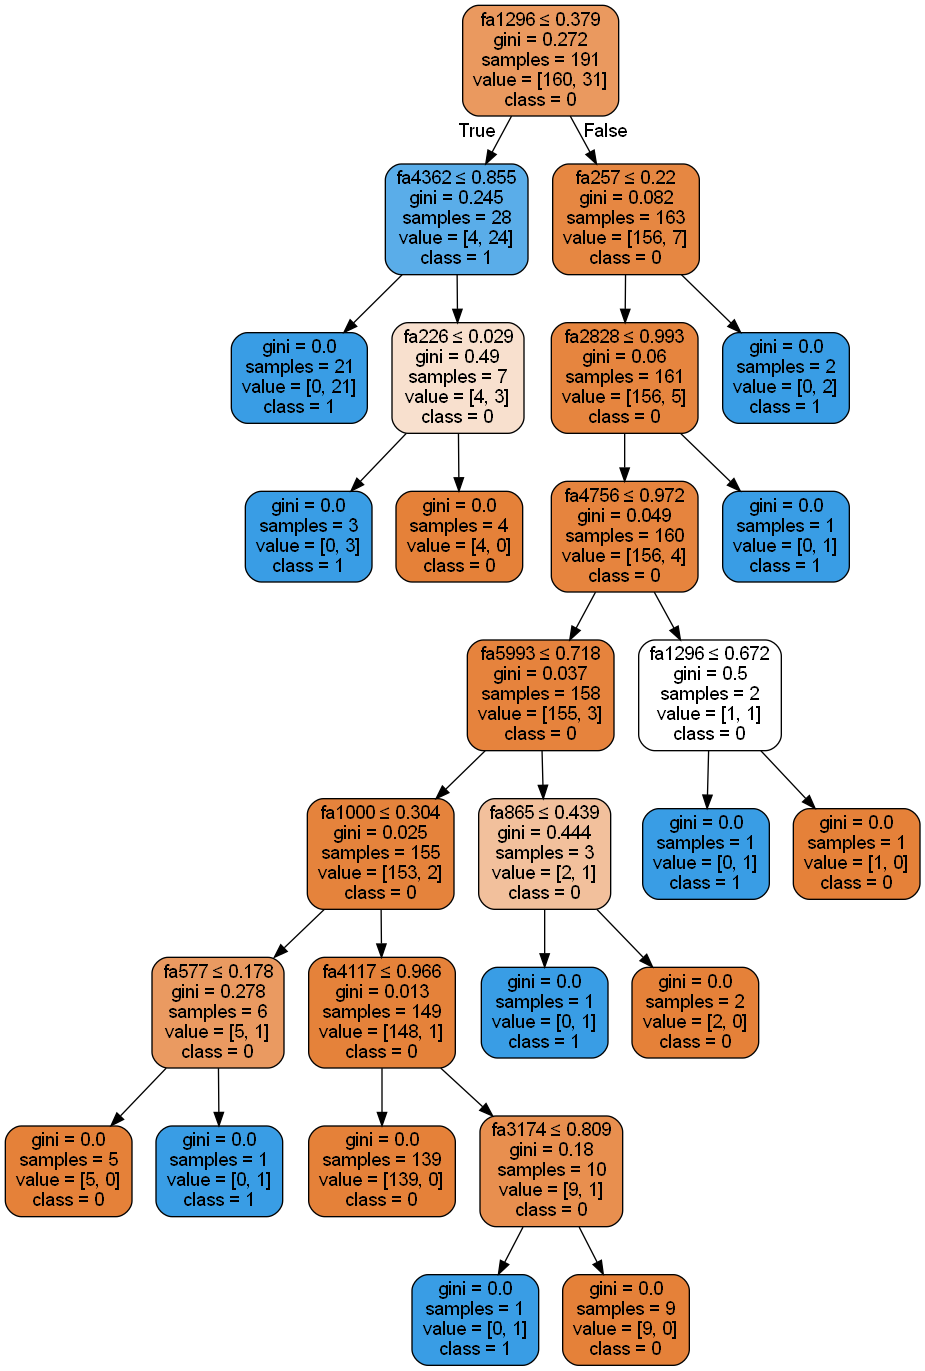 fa1296 ≤ 0.379
gini = 0.272
samples = 191
value = [160, 31]
class = 0
True
False
fa4362 ≤ 0.855
gini = 0.245
samples = 28
value = [4, 24]
class = 1
fa257 ≤ 0.22
gini = 0.082
samples = 163
value = [156, 7]
class = 0
gini = 0.0
samples = 21
value = [0, 21]
class = 1
fa226 ≤ 0.029
gini = 0.49
samples = 7
value = [4, 3]
class = 0
fa2828 ≤ 0.993
gini = 0.06
samples = 161
value = [156, 5]
class = 0
gini = 0.0
samples = 2
value = [0, 2]
class = 1
gini = 0.0
samples = 3
value = [0, 3]
class = 1
gini = 0.0
samples = 4
value = [4, 0]
class = 0
fa4756 ≤ 0.972
gini = 0.049
samples = 160
value = [156, 4]
class = 0
gini = 0.0
samples = 1
value = [0, 1]
class = 1
fa5993 ≤ 0.718
gini = 0.037
samples = 158
value = [155, 3]
class = 0
fa1296 ≤ 0.672
gini = 0.5
samples = 2
value = [1, 1]
class = 0
fa1000 ≤ 0.304
gini = 0.025
samples = 155
value = [153, 2]
class = 0
fa865 ≤ 0.439
gini = 0.444
samples = 3
value = [2, 1]
class = 0
gini = 0.0
samples = 1
value = [0, 1]
class = 1
gini = 0.0
samples = 1
value = [1, 0]
class = 0
fa577 ≤ 0.178
gini = 0.278
samples = 6
value = [5, 1]
class = 0
fa4117 ≤ 0.966
gini = 0.013
samples = 149
value = [148, 1]
class = 0
gini = 0.0
samples = 1
value = [0, 1]
class = 1
gini = 0.0
samples = 2
value = [2, 0]
class = 0
gini = 0.0
samples = 5
value = [5, 0]
class = 0
gini = 0.0
samples = 1
value = [0, 1]
class = 1
gini = 0.0
samples = 139
value = [139, 0]
class = 0
fa3174 ≤ 0.809
gini = 0.18
samples = 10
value = [9, 1]
class = 0
gini = 0.0
samples = 1
value = [0, 1]
class = 1
gini = 0.0
samples = 9
value = [9, 0]
class = 0